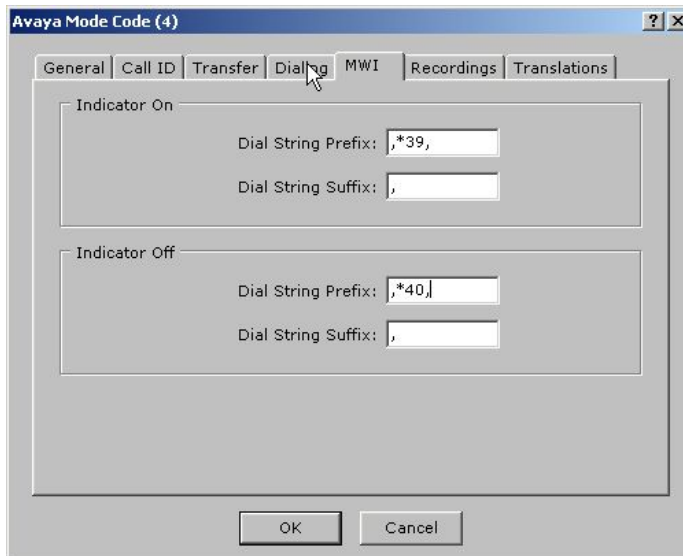 Avaya Mode Code (4)
General Call ID Transfer Dialing MWI Recordings Translations
Indicator On
Dial String Prefix: ,*39,
Dial String Suffix: ,
Indicator Off
Dial String Prefix: ,*40,
Dial String Suffix: ,
OK Cancel